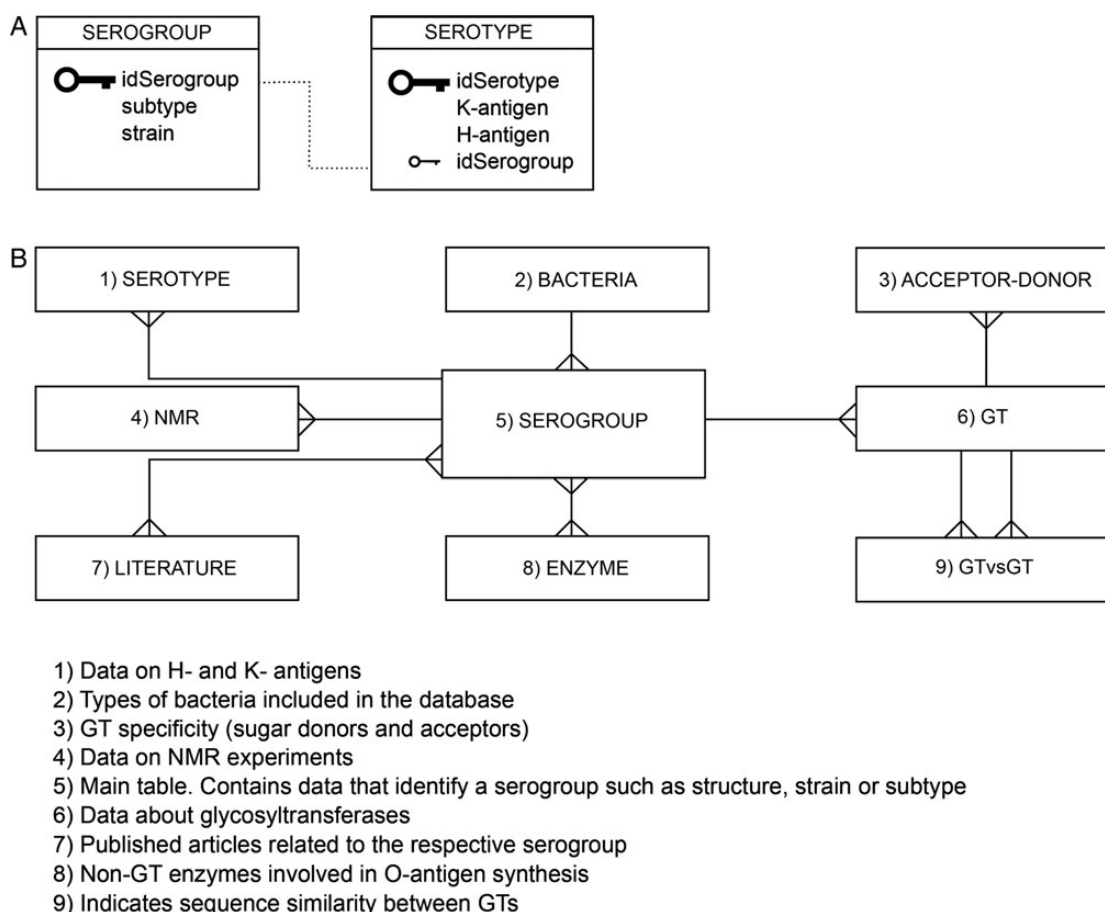 A
SEROGROUP
idSerogroup
subtype
strain
SEROTYPE
idSerotype
K-antigen
H-antigen
idSerogroup
B
1) SEROTYPE
2) BACTERIA
3) ACCEPTOR-DONOR
4) NMR
5) SEROGROUP
6) GT
7) LITERATURE
8) ENZYME
9) GTvsGT
1) Data on H- and K- antigens
2) Types of bacteria included in the database
3) GT specificity (sugar donors and acceptors)
4) Data on NMR experiments
5) Main table. Contains data that identify a serogroup such as structure, strain or subtype
6) Data about glycosyltransferases
7) Published articles related to the respective serogroup
8) Non-GT enzymes involved in O-antigen synthesis
9) Indicates sequence similarity between GTs